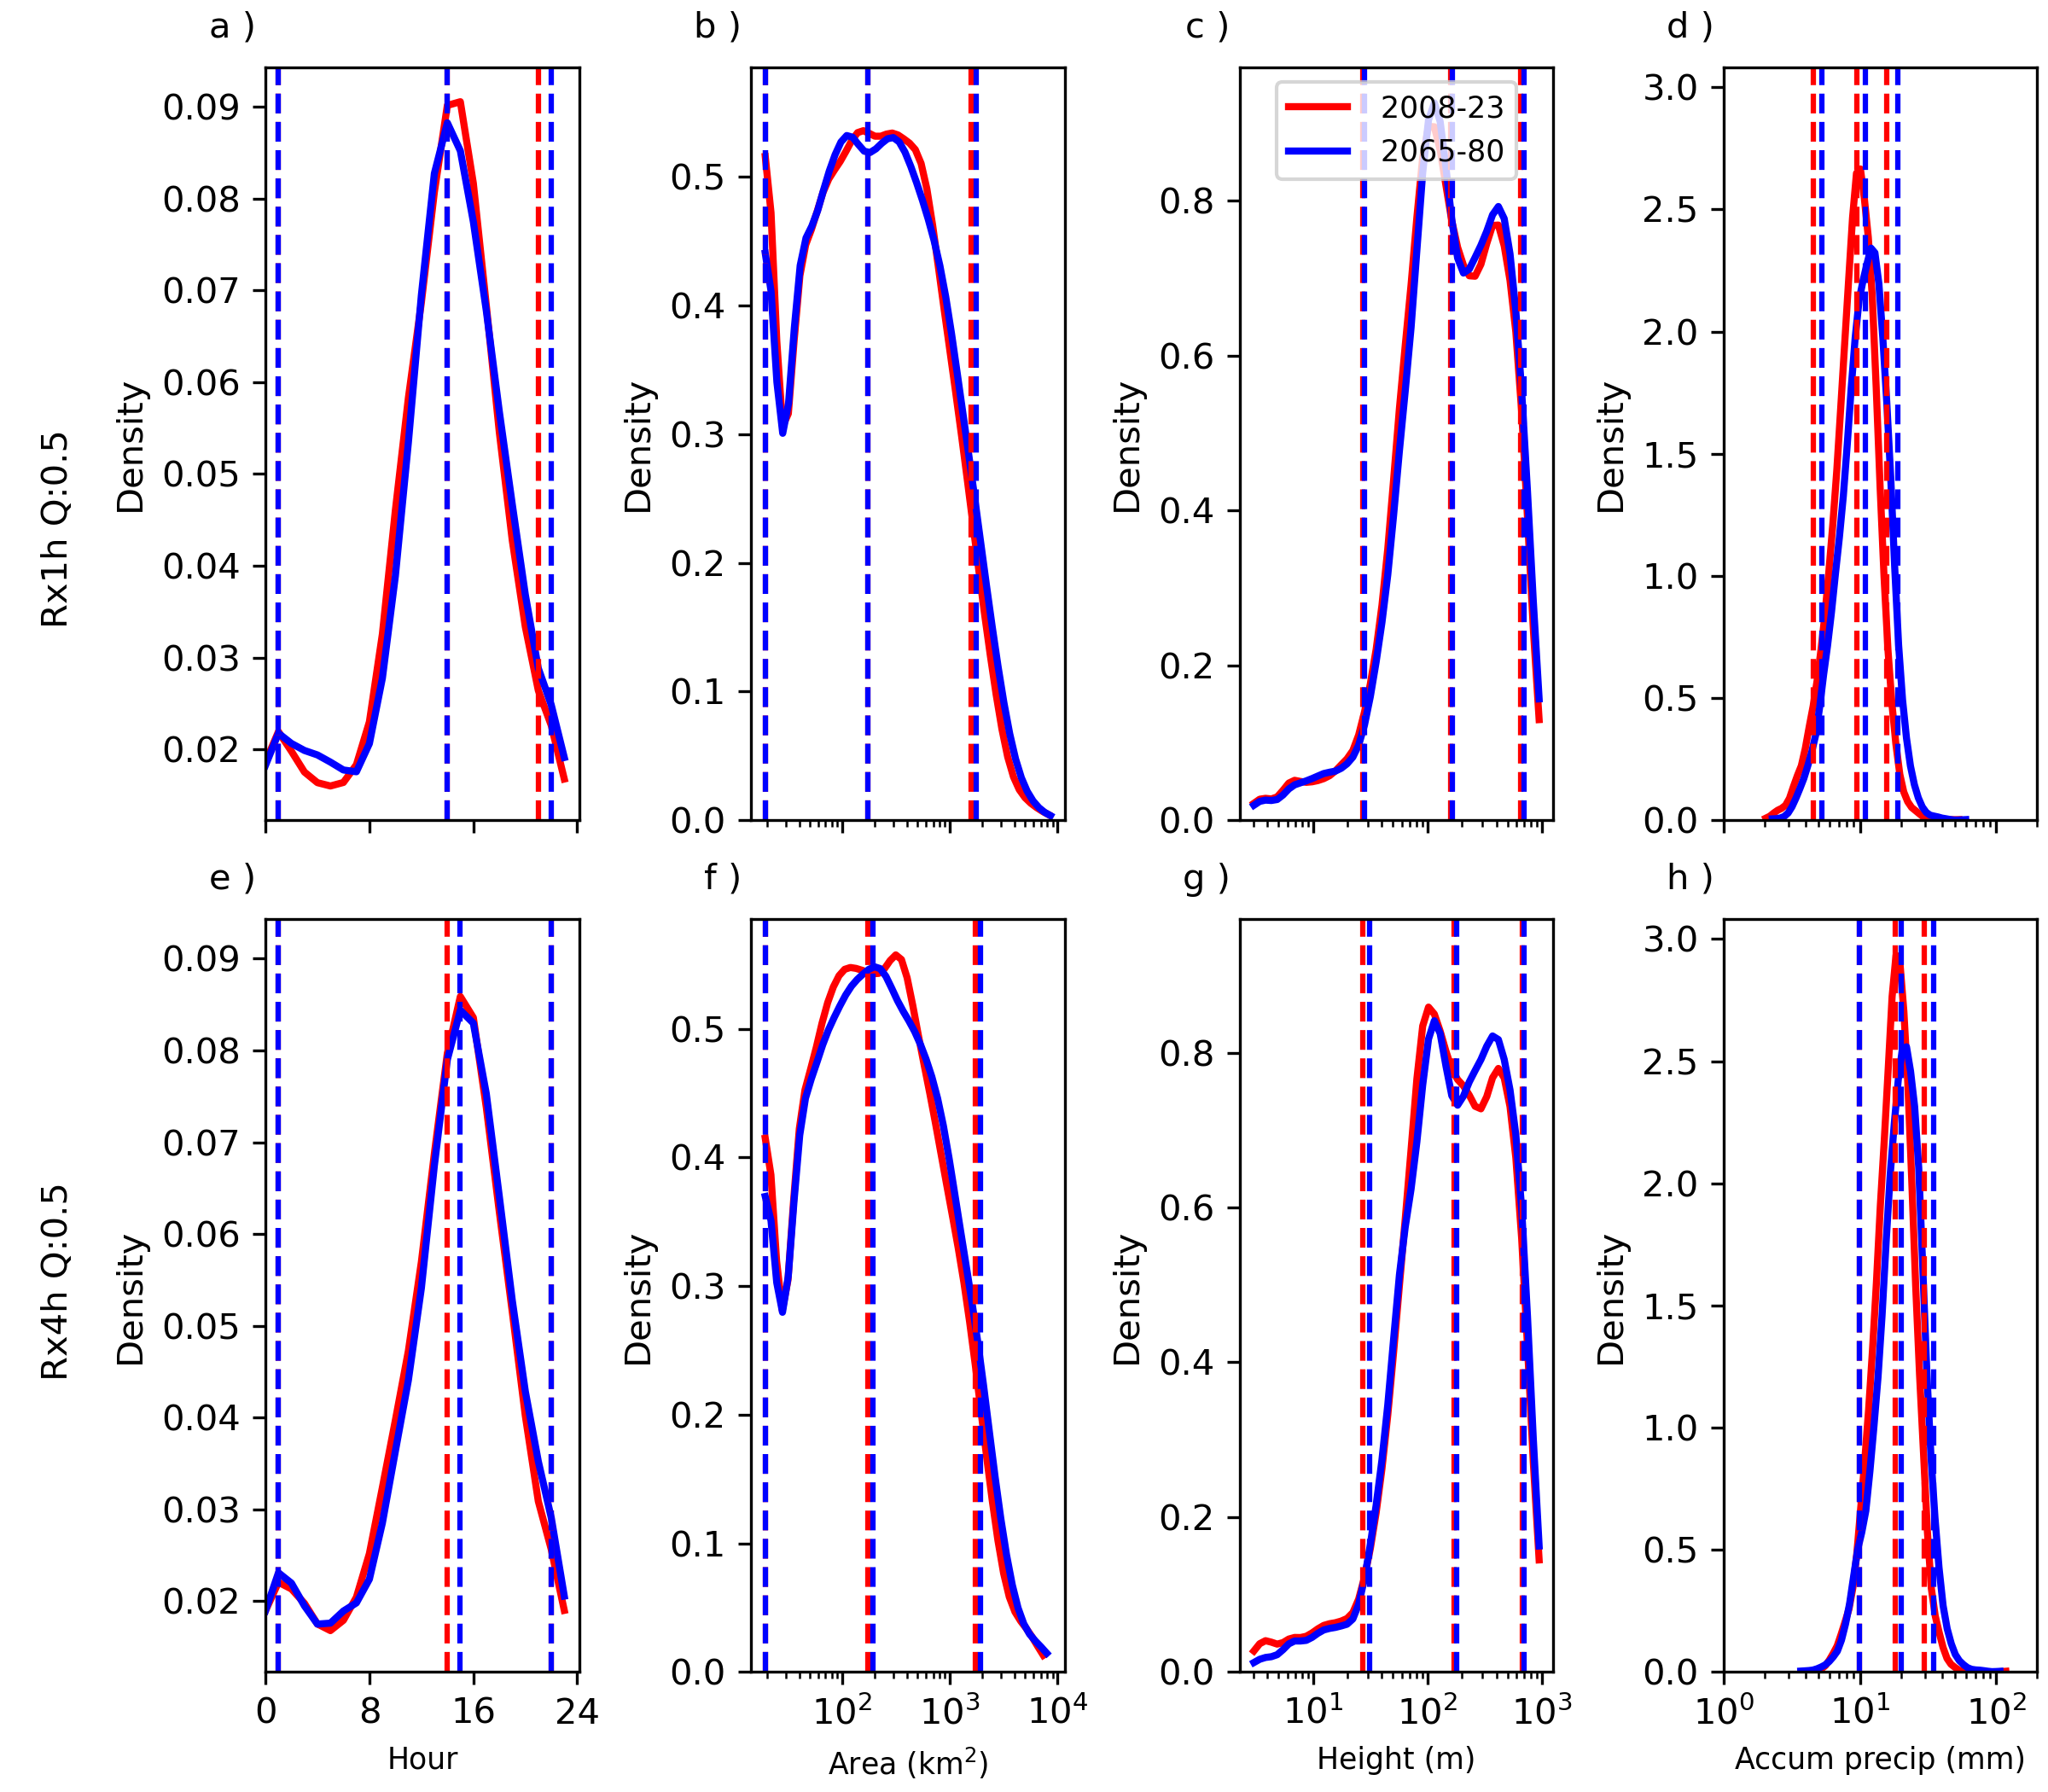 a )
b )
c )
d )
2008-23
2065-80
0.09
0.08
0.07
0.06
0.05
0.04
0.03
0.02
0.5
0.4
0.3
0.2
0.1
0.0
0.8
0.6
0.4
0.2
0.0
3.0
2.5
2.0
1.5
1.0
0.5
0.0
Rx1h Q:0.5
Density
Density
Density
Density
e )
f )
g )
h )
0.09
0.08
0.07
0.06
0.05
0.04
0.03
0.02
0.5
0.4
0.3
0.2
0.1
0.0
0.8
0.6
0.4
0.2
0.0
3.0
2.5
2.0
1.5
1.0
0.5
0.0
Rx4h Q:0.5
Density
Density
Density
Density
0 8 16 24
10² 10³ 10⁴
10¹ 10² 10³
10⁰ 10¹ 10²
Hour
Area (km²)
Height (m)
Accum precip (mm)